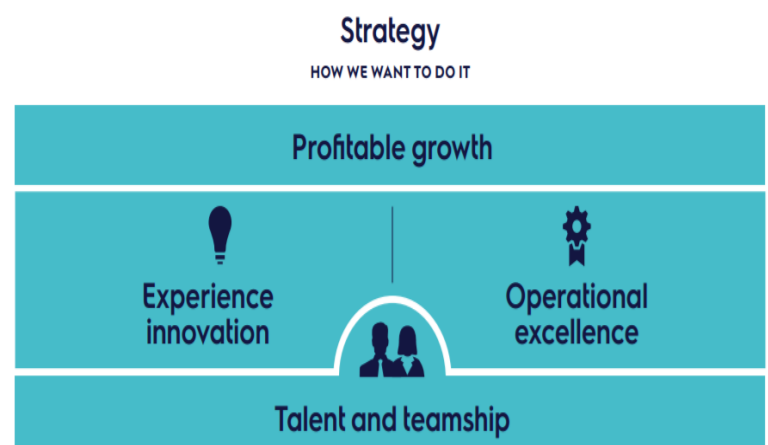 Strategy
HOW WE WANT TO DO IT
Profitable growth
Experience
innovation
Operational
excellence
Talent and teamship